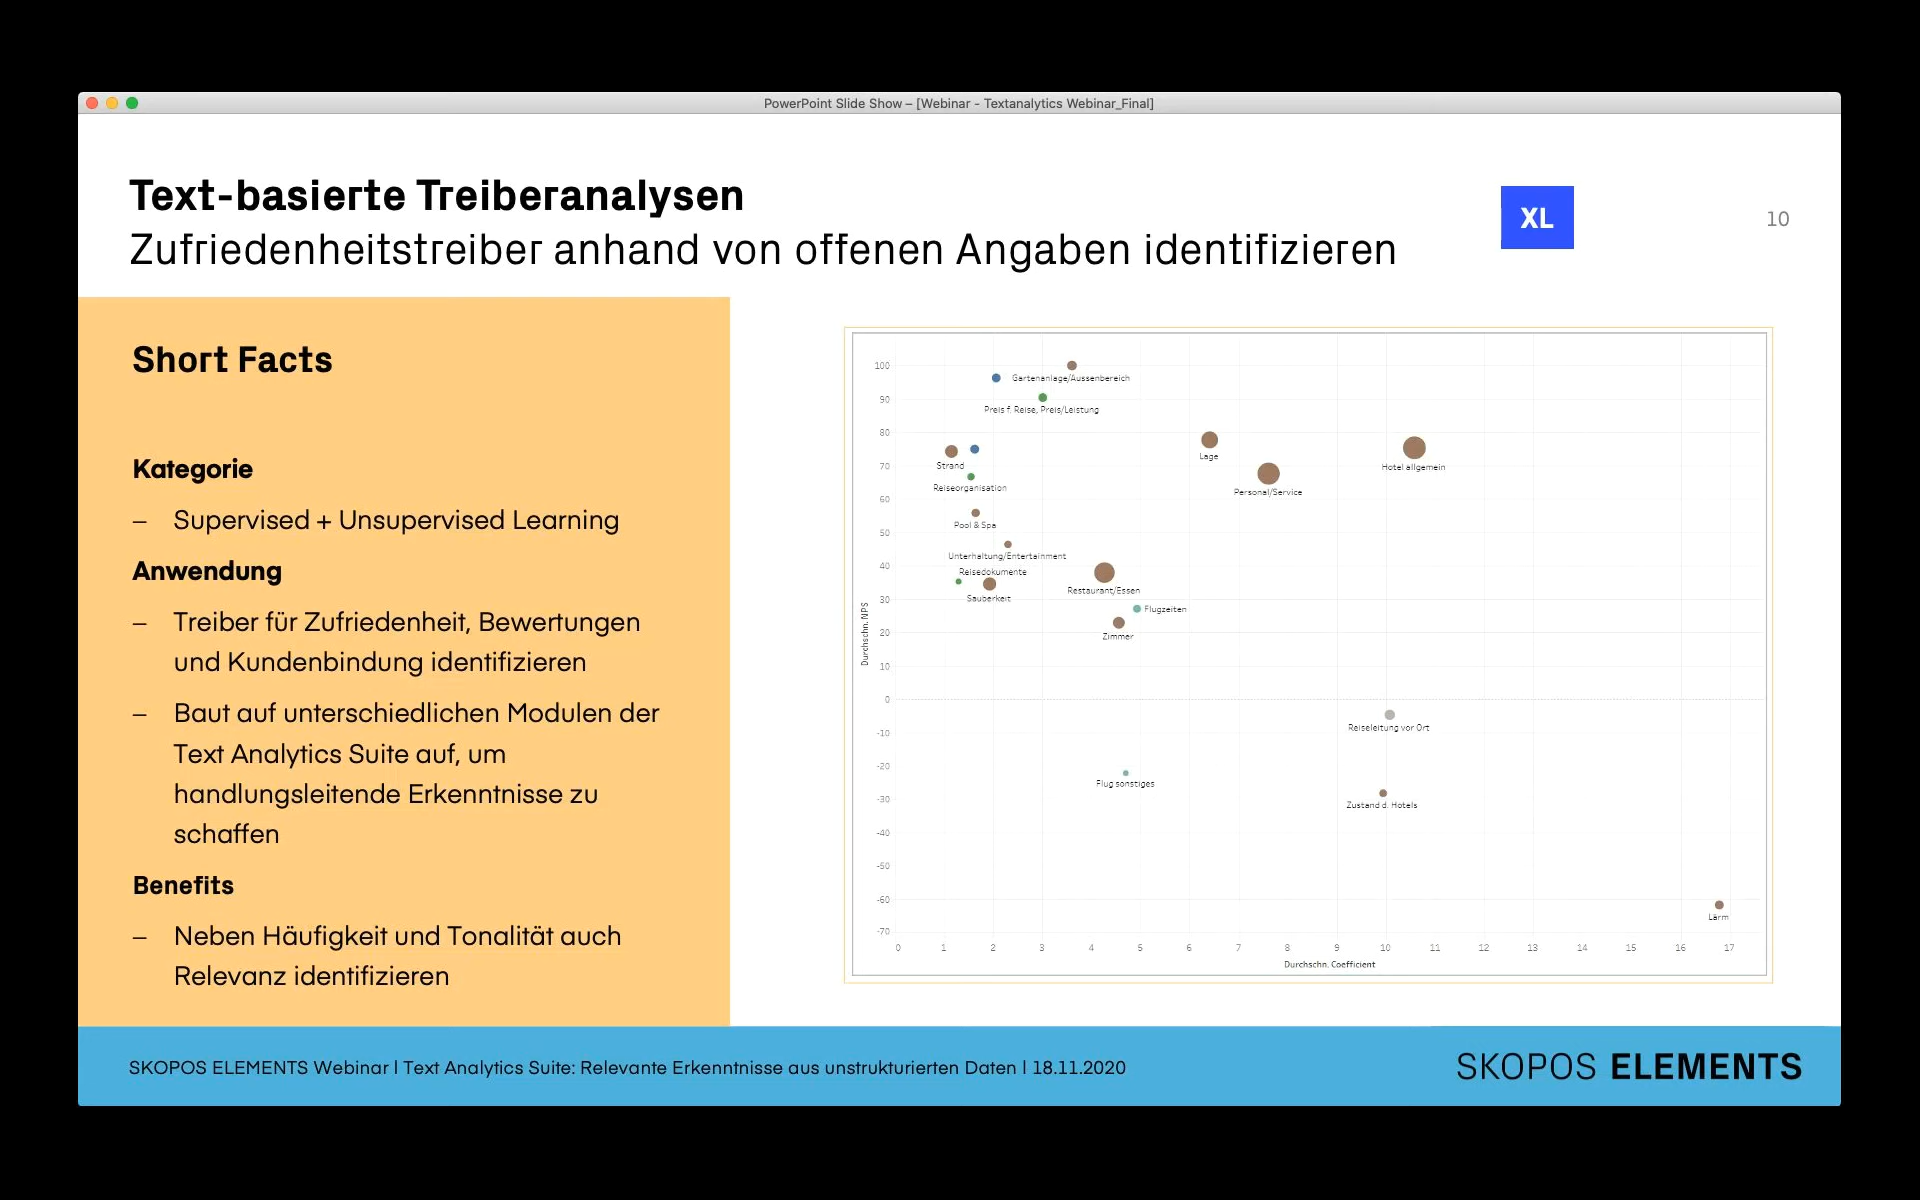 PowerPoint Slide Show – [Webinar - Textanalytics Webinar_Final]
Text-basierte Treiberanalysen
Zufriedenheitstreiber anhand von offenen Angaben identifizieren
XL
10
Short Facts
Kategorie
– Supervised + Unsupervised Learning
Anwendung
– Treiber für Zufriedenheit, Bewertungen
und Kundenbindung identifizieren
– Baut auf unterschiedlichen Modulen der
Text Analytics Suite auf, um
handlungsleitende Erkenntnisse zu
schaffen
Benefits
– Neben Häufigkeit und Tonalität auch
Relevanz identifizieren
Durchschn. NPS
100
90
80
70
60
50
40
30
20
10
0
-10
-20
-30
-40
-50
-60
-70
Gartenanlage/Aussenbereich
Preis f. Reise, Preis/Leistung
Lage
Strand
Hotel allgemein
Reiseorganisation
Personal/Service
Pool & Spa
Unterhaltung/Entertainment
Reisedokumente
Restaurant/Essen
Sauberkeit
Flugzeiten
Zimmer
Reiseleitung vor Ort
Flug sonstiges
Zustand d. Hotels
Lärm
0 1 2 3 4 5 6 7 8 9 10 11 12 13 14 15 16 17
Durchschn. Coefficient
SKOPOS ELEMENTS Webinar | Text Analytics Suite: Relevante Erkenntnisse aus unstrukturierten Daten | 18.11.2020
SKOPOS ELEMENTS